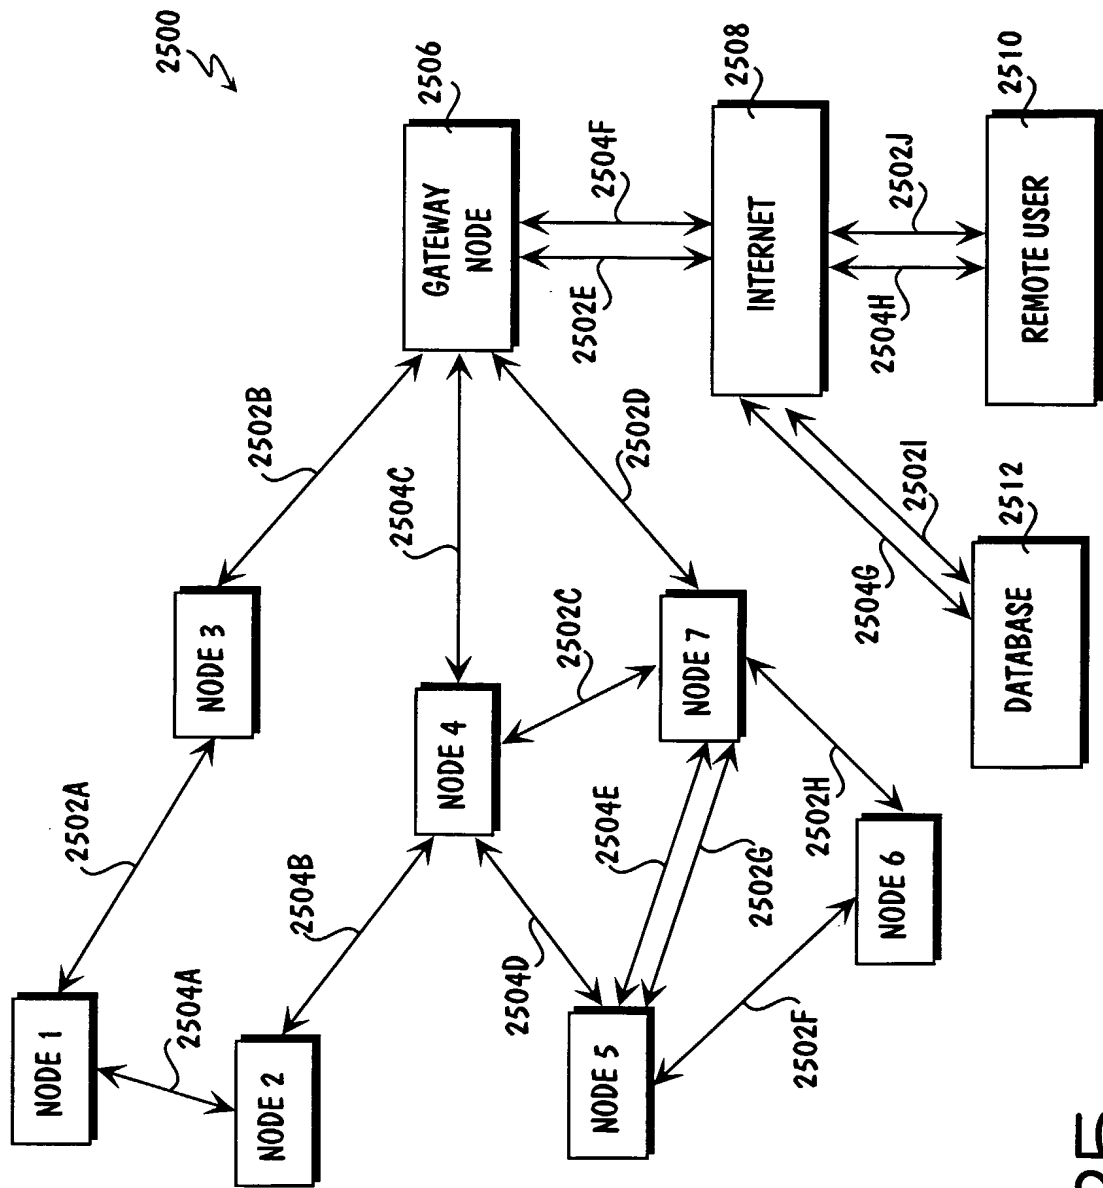 2500
GATEWAY
NODE
2506
2502B
2504C
2502D
2502E
2504F
INTERNET
2508
2504H
2502J
REMOTE USER
2510
NODE 3
2502A
NODE 4
2502C
NODE 7
2504G
2502I
DATABASE
2512
2504B
2504D
2504E
2502G
2502H
NODE 6
NODE 1
2504A
NODE 2
NODE 5
2502F
25